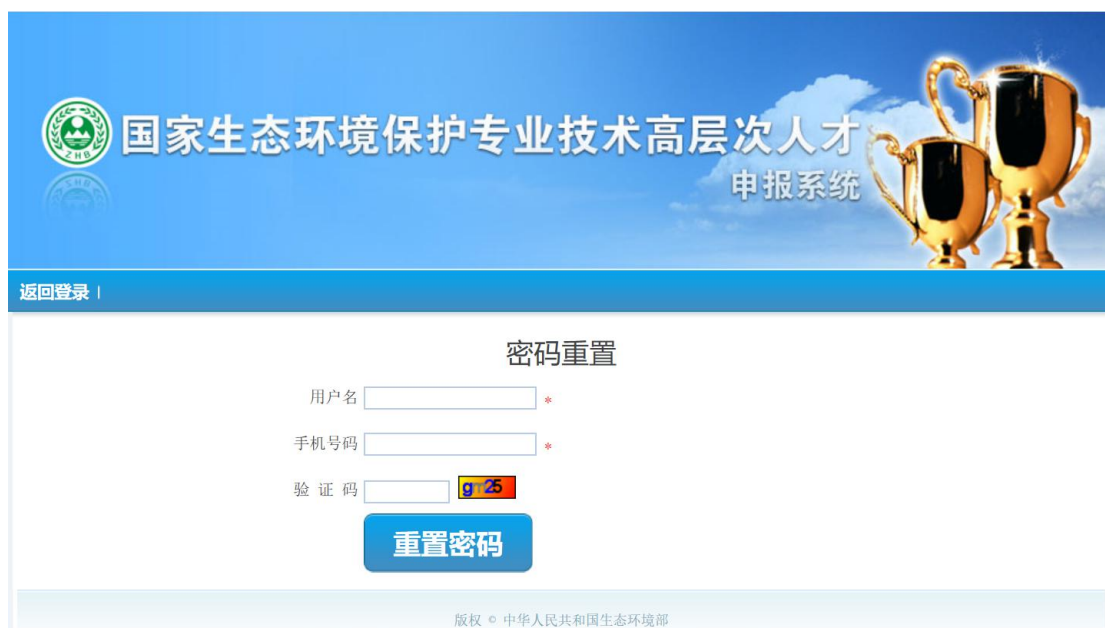 国家生态环境保护专业技术高层次人才
申报系统
ZHB
返回登录 |
密码重置
用户名 *
手机号码 *
验 证 码 gm25
重置密码
版权 © 中华人民共和国生态环境部